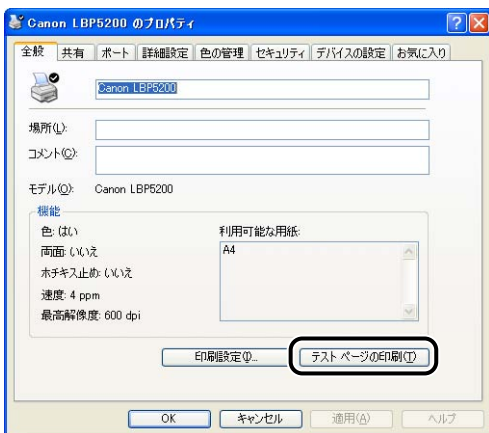 Canon LBP5200 のプロパティ
全般 共有 ポート 詳細設定 色の管理 セキュリティ デバイスの設定 お気に入り
Canon LBP5200
場所(L):
コメント(C):
モデル(O): Canon LBP5200
機能
色: はい 利用可能な用紙:
両面: いいえ A4
ホチキス止め: いいえ
速度: 4 ppm
最高解像度: 600 dpi
印刷設定(I)... テスト ページの印刷(T)
OK キャンセル 適用(A) ヘルプ